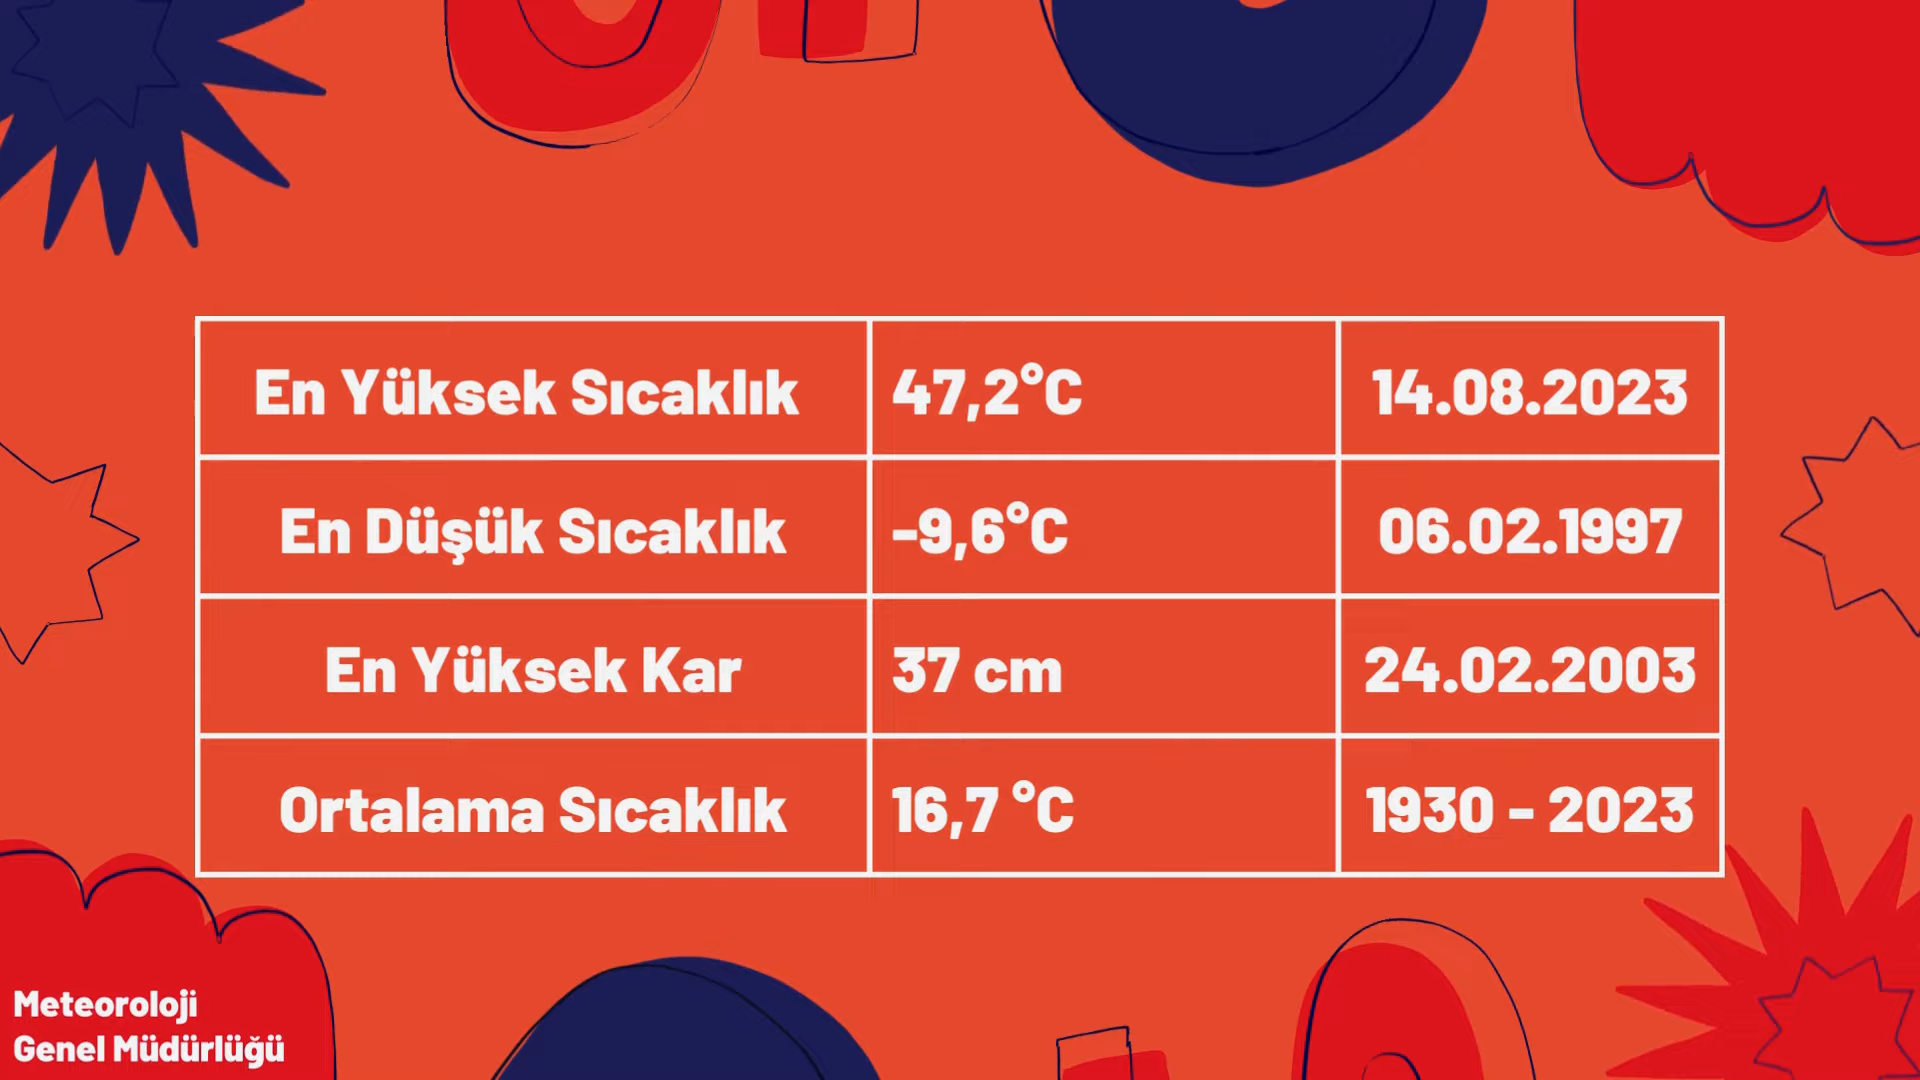 En Yüksek Sıcaklık 47,2°C 14.08.2023
En Düşük Sıcaklık -9,6°C 06.02.1997
En Yüksek Kar 37 cm 24.02.2003
Ortalama Sıcaklık 16,7 °C 1930 - 2023
Meteoroloji
Genel Müdürlüğü